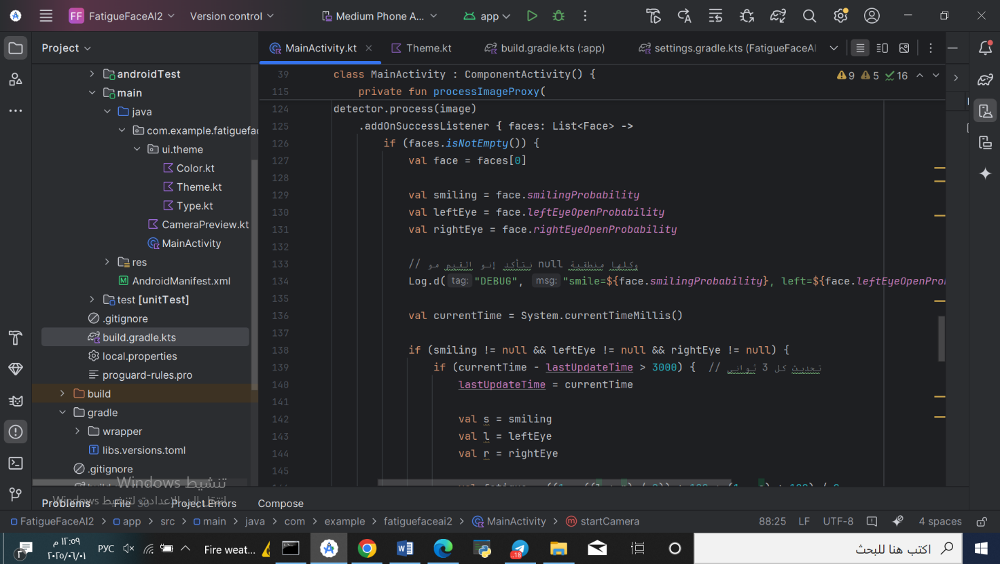 FF FatigueFaceAI2 Version control Medium Phone A... app
Project
MainActivity.kt Theme.kt build.gradle.kts (:app) settings.gradle.kts (FatigueFaceAI
androidTest
main
java
com.example.fatiguefac
ui.theme
Color.kt
Theme.kt
Type.kt
CameraPreview.kt
MainActivity
res
AndroidManifest.xml
test [unitTest]
.gitignore
build.gradle.kts
local.properties
proguard-rules.pro
build
gradle
wrapper
libs.versions.toml
.gitignore
9 5 16
39 class MainActivity : ComponentActivity() {
115 private fun processImageProxy(
124 detector.process(image)
125 .addOnSuccessListener { faces: List<Face> ->
126 if (faces.isNotEmpty()) {
127 val face = faces[0]
128
129 val smiling = face.smilingProbability
130 val leftEye = face.leftEyeOpenProbability
131 val rightEye = face.rightEyeOpenProbability
132
133 // نتأكد إنو القيم مو null وكلها منطقية
134 Log.d( tag: "DEBUG", msg: "smile=${face.smilingProbability}, left=${face.leftEyeOpenPro
135
136 val currentTime = System.currentTimeMillis()
137
138 if (smiling != null && leftEye != null && rightEye != null) {
139 if (currentTime - lastUpdateTime > 3000) { // تحديث كل 3 ثواني
140 lastUpdateTime = currentTime
141
142 val s = smiling
143 val l = leftEye
144 val r = rightEye
145
تنشيط Windows
انتقل إلى الإعدادات لتنشيط Windows
Problems File 30 Project Errors Compose
FatigueFaceAI2 > app > src > main > java > com > example > fatiguefaceai2 > MainActivity > startCamera 88:25 LF UTF-8 4 spaces
١٢:٥٩ م
٢٠٢٥/٠٦/٠١
РУС
Fire weat...
18
اكتب هنا للبحث